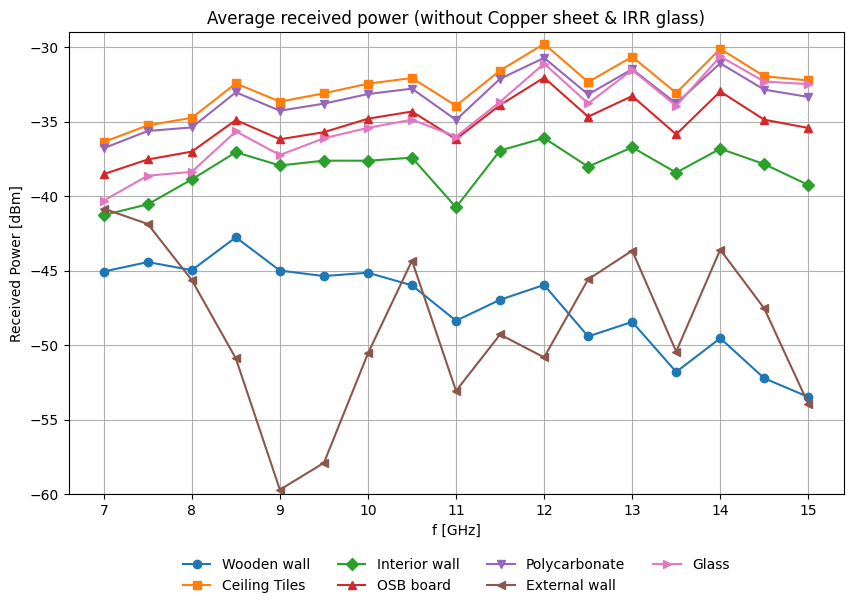 Average received power (without Copper sheet & IRR glass)
−30
−35
−40
−45
−50
−55
−60
Received Power [dBm]
7 8 9 10 11 12 13 14 15
f [GHz]
Wooden wall Interior wall Polycarbonate Glass
Ceiling Tiles OSB board External wall